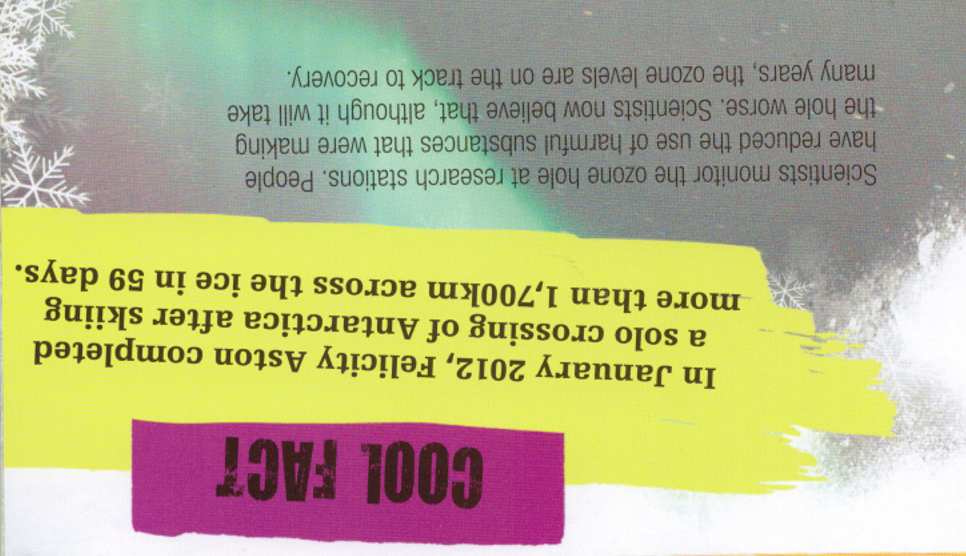 COOL FACT
In January 2012, Felicity Aston completed
a solo crossing of Antarctica after skiing
more than 1,700km across the ice in 59 days.
Scientists monitor the ozone hole at research stations. People
have reduced the use of harmful substances that were making
the hole worse. Scientists now believe that, although it will take
many years, the ozone levels are on the track to recovery.